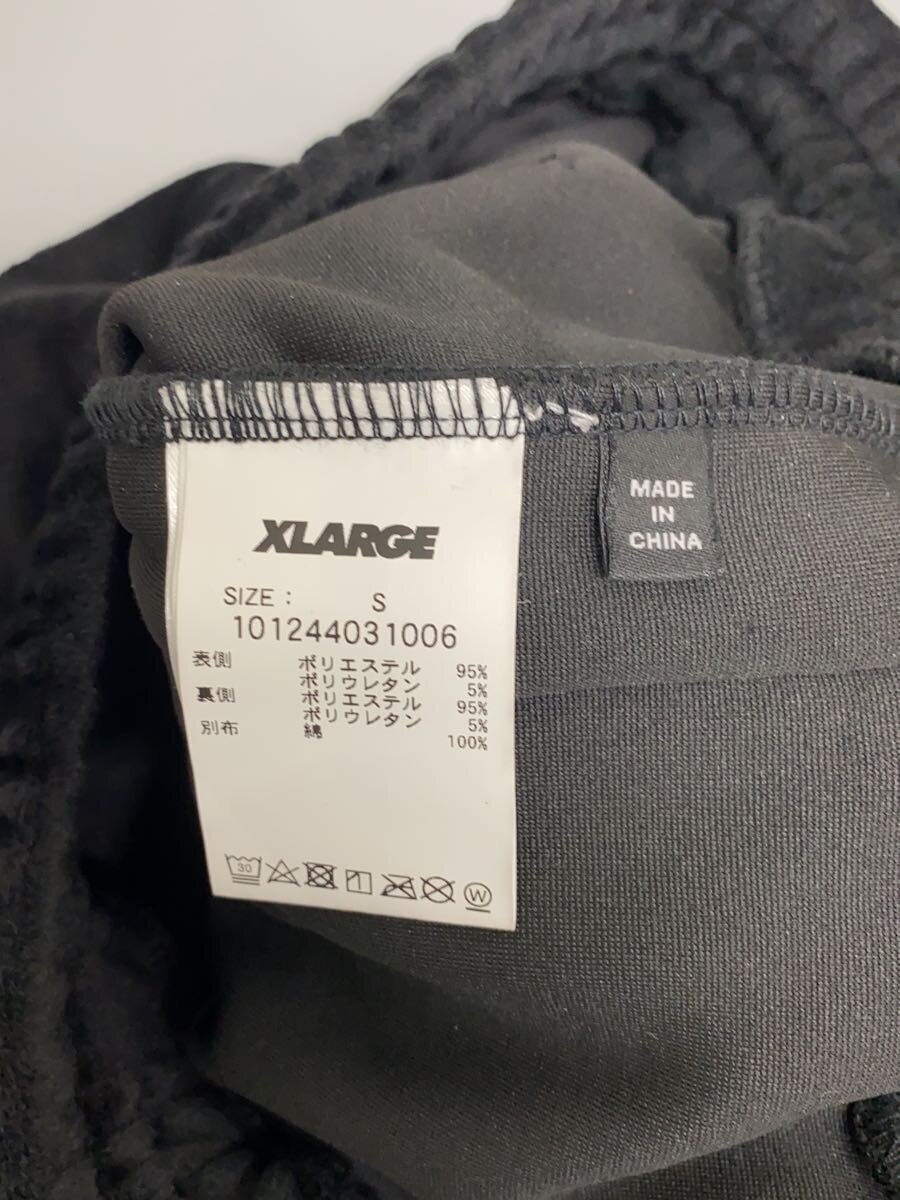 XLARGE
SIZE : S
101244031006
表側 ポリエステル 95%
ポリウレタン 5%
裏側 ポリエステル 95%
ポリウレタン 5%
別布 綿 100%
30
W
MADE
IN
CHINA